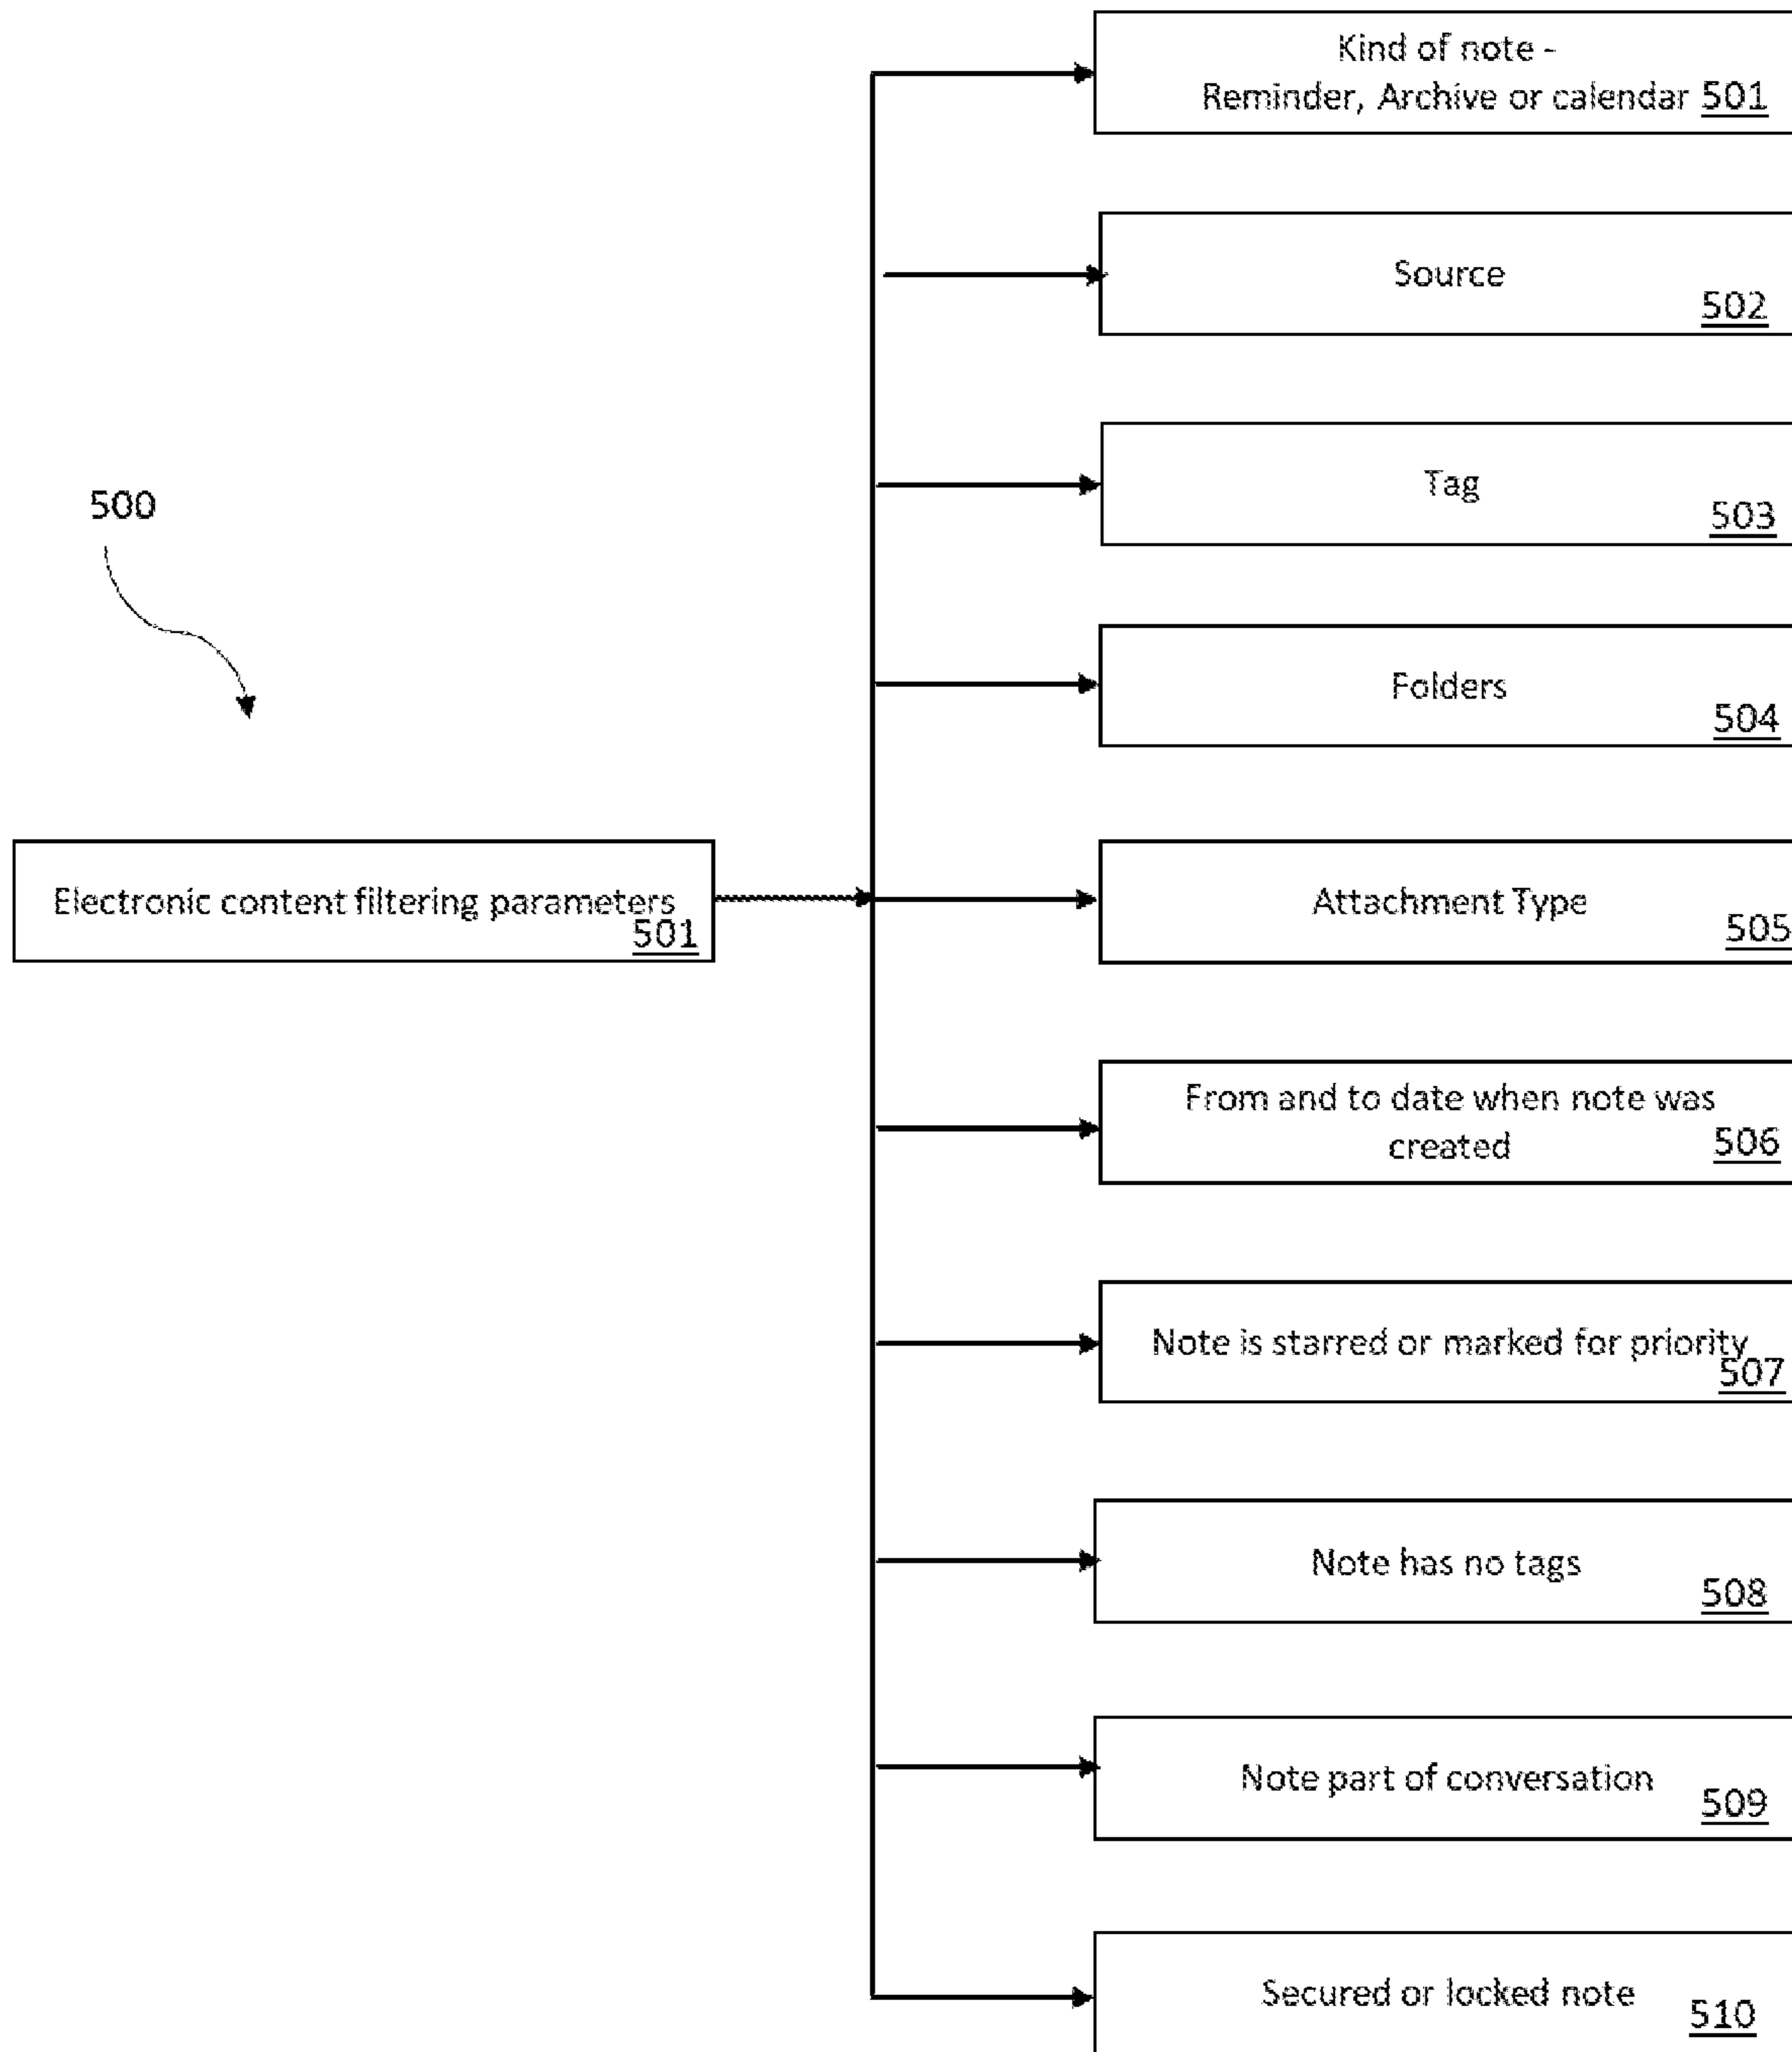 Kind of note -
Reminder, Archive or calendar 501
Source
502
Tag
503
500
Folders
504
Electronic content filtering parameters
501
Attachment Type
505
From and to date when note was
created
506
Note is starred or marked for priority
507
Note has no tags
508
Note part of conversation
509
Secured or locked note
510